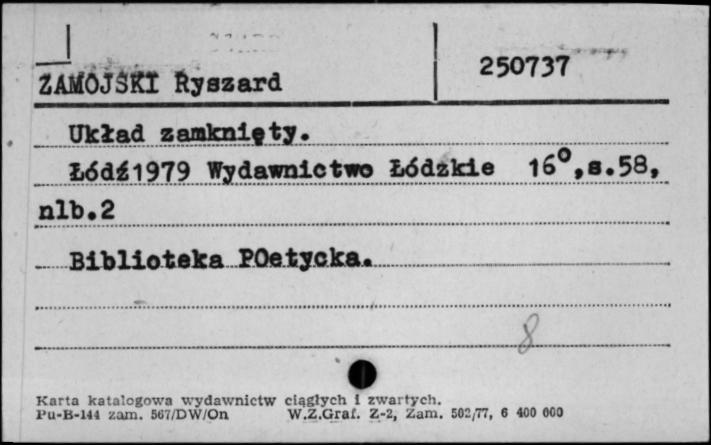 250737
ZAMOJSKI Ryszard
Układ zamknięty.
Łódź1979 Wydawnictwo Łódzkie 16°,s.58,
nlb.2
Biblioteka POetycka.
8
Karta katalogowa wydawnictw ciągłych i zwartych.
Pu-B-144 zam. 567/DW/On W.Z.Graf. Z-2, Zam. 502/77, 6 400 000